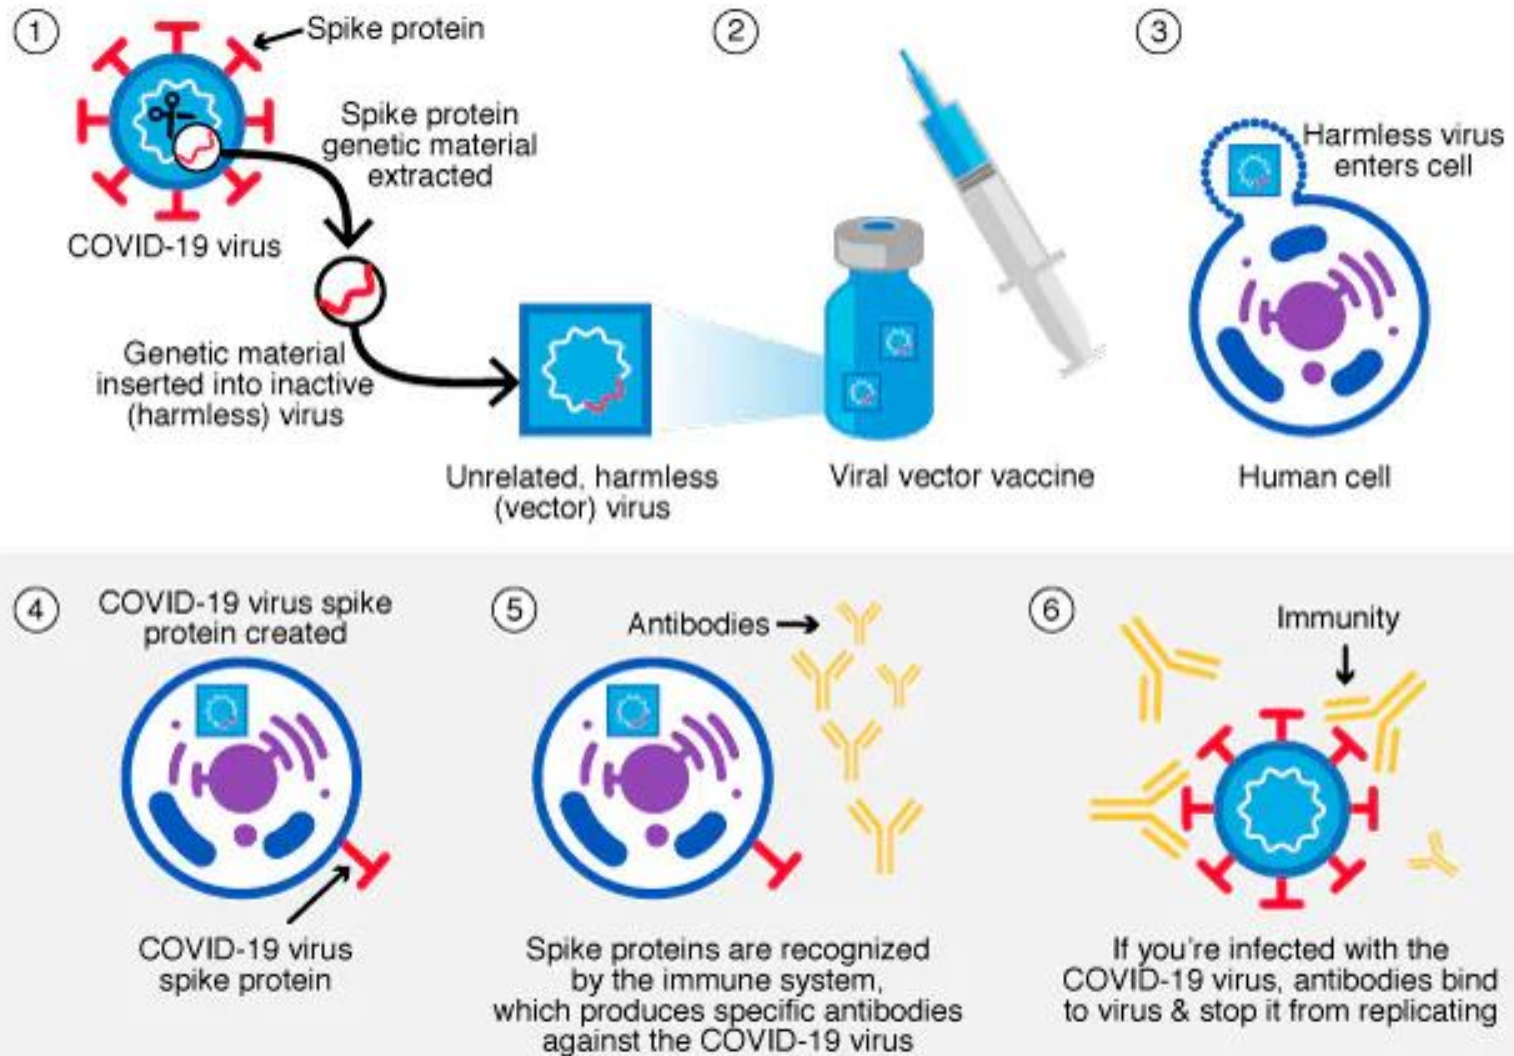 1
Spike protein
Spike protein
genetic material
extracted
COVID-19 virus
Genetic material
inserted into inactive
(harmless) virus
Unrelated, harmless
(vector) virus
2
Viral vector vaccine
3
Harmless virus
enters cell
Human cell
4
COVID-19 virus spike
protein created
COVID-19 virus
spike protein
5
Antibodies
Spike proteins are recognized
by the immune system,
which produces specific antibodies
against the COVID-19 virus
6
Immunity
If you're infected with the
COVID-19 virus, antibodies bind
to virus & stop it from replicating